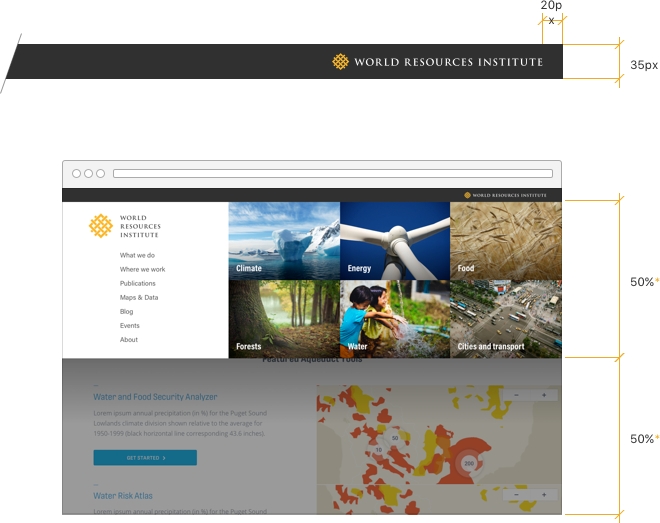 20p
x
WORLD RESOURCES INSTITUTE
35px
WORLD RESOURCES INSTITUTE
WORLD
RESOURCES
INSTITUTE
What we do
Where we work
Publications
Maps & Data
Blog
Events
About
Climate
Energy
Food
Forests
Water
Cities and transport
50%*
Featured Aqueduct Tools
Water and Food Security Analyzer
Lorem ipsum annual precipitation (in %) for the Puget Sound
Lowlands climate division shown relative to the average for
1950-1999 (black horizontal line corresponding 43.6 inches).
GET STARTED >
50
10
200
50%*
Water Risk Atlas
Lorem ipsum annual precipitation (in %) for the Puget Sound